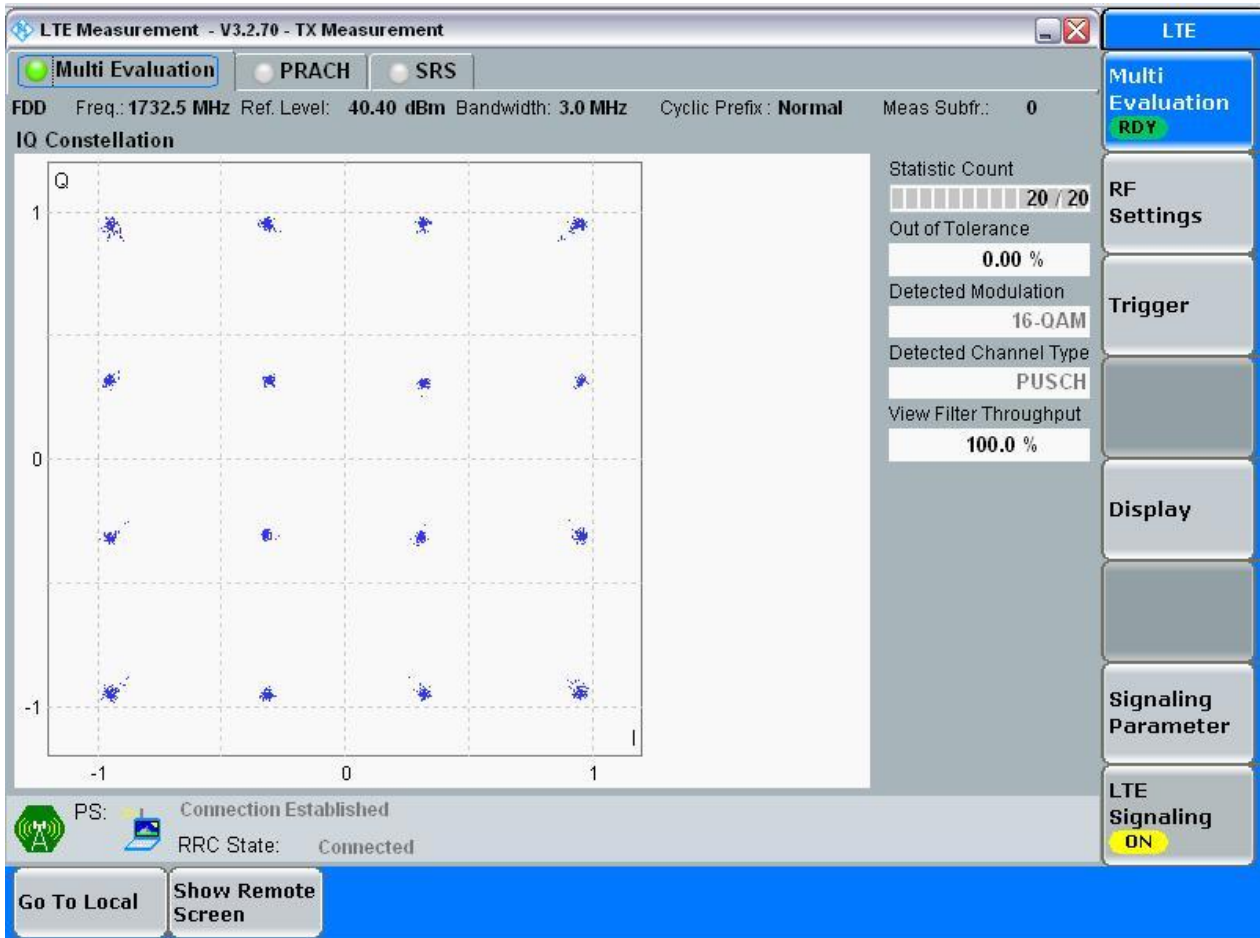 LTE Measurement - V3.2.70 - TX Measurement
LTE
Multi Evaluation PRACH SRS
Multi
Evaluation
RDY
FDD Freq.: 1732.5 MHz Ref. Level: 40.40 dBm Bandwidth: 3.0 MHz Cyclic Prefix : Normal Meas Subfr.: 0
IQ Constellation
Q
1
0
-1
I
-1 0 1
Statistic Count
20 / 20
Out of Tolerance
0.00 %
Detected Modulation
16-QAM
Detected Channel Type
PUSCH
View Filter Throughput
100.0 %
RF
Settings
Trigger
Display
Signaling
Parameter
LTE
Signaling
ON
PS: Connection Established
RRC State: Connected
Go To Local
Show Remote
Screen